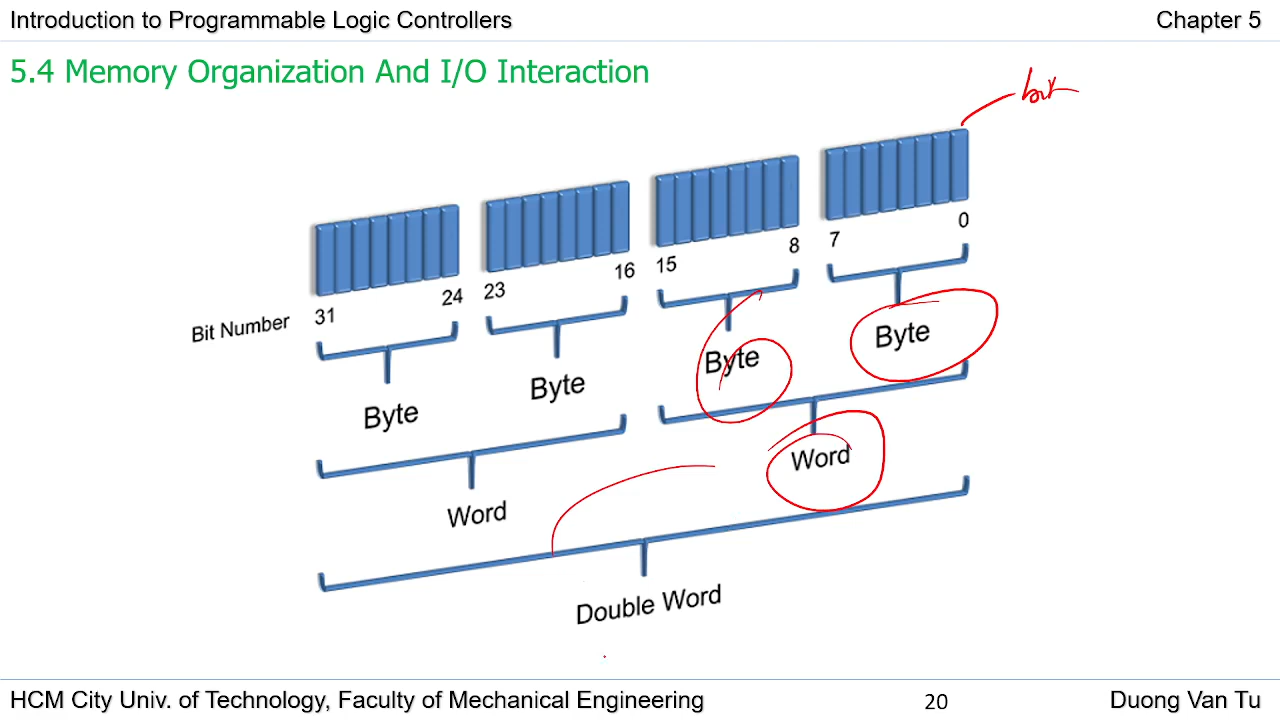 Introduction to Programmable Logic Controllers
Chapter 5
5.4 Memory Organization And I/O Interaction
bit
Bit Number
31
24
23
16
15
8
7
0
Byte
Byte
Byte
Byte
Word
Word
Double Word
HCM City Univ. of Technology, Faculty of Mechanical Engineering
20
Duong Van Tu